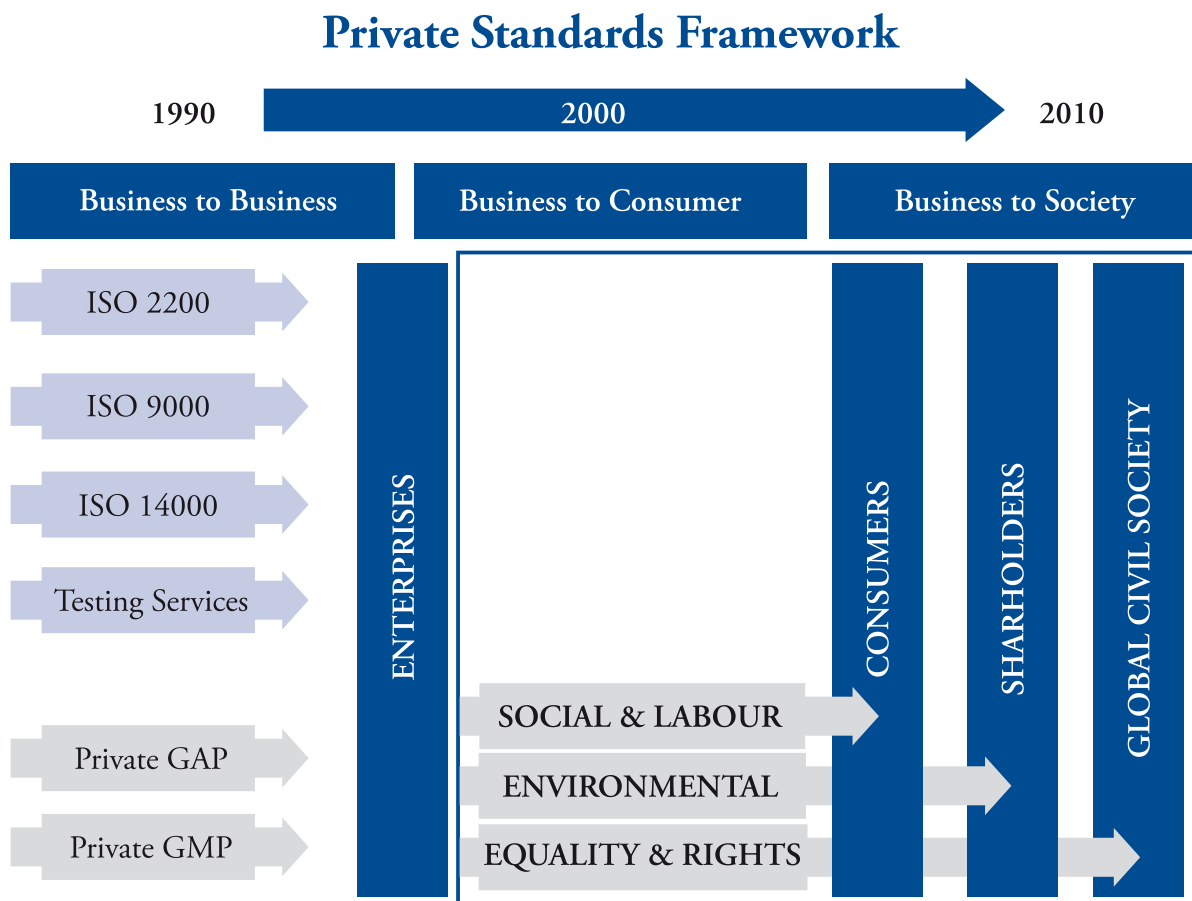 Private Standards Framework
1990
2000
2010
Business to Business
Business to Consumer
Business to Society
ISO 2200
ISO 9000
ISO 14000
Testing Services
Private GAP
Private GMP
ENTERPRISES
SOCIAL & LABOUR
ENVIRONMENTAL
EQUALITY & RIGHTS
CONSUMERS
SHARHOLDERS
GLOBAL CIVIL SOCIETY